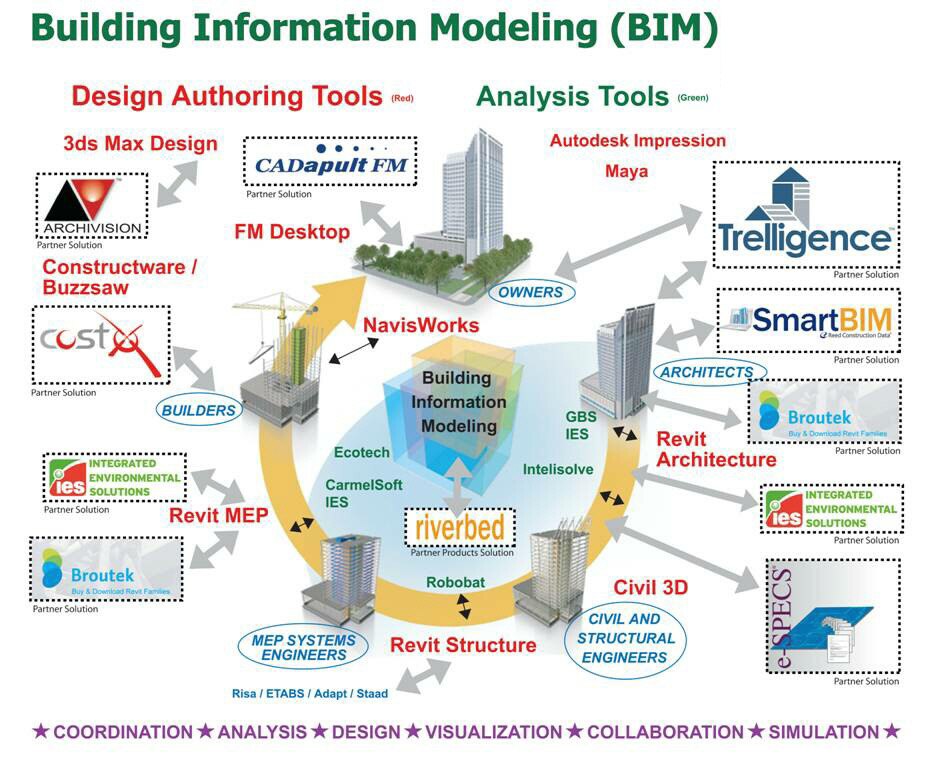 Building Information Modeling (BIM)
Design Authoring Tools (Red)
Analysis Tools (Green)
3ds Max Design
CADapult FM
Partner Solution
Autodesk Impression
Maya
ARCHIVISION
Partner Solution
FM Desktop
Trelligence™
Partner Solution
Constructware /
Buzzsaw
OWNERS
costX
Partner Solution
NavisWorks
SmartBIM
Reed Construction Data®
Partner Solution
BUILDERS
Building
Information
Modeling
ARCHITECTS
Broutek
Buy & Download Revit Families
Partner Solution
GBS
IES
Revit
Architecture
Ecotech
Intelisolve
CarmelSoft
IES
ies
INTEGRATED
ENVIRONMENTAL
SOLUTIONS
Partner Solution
Revit MEP
riverbed
Partner Products Solution
ies
INTEGRATED
ENVIRONMENTAL
SOLUTIONS
Partner Solution
Broutek
Buy & Download Revit Families
Partner Solution
Robobat
Civil 3D
e-SPECS®
Partner Solution
MEP SYSTEMS
ENGINEERS
Revit Structure
CIVIL AND
STRUCTURAL
ENGINEERS
Risa / ETABS / Adapt / Staad
★ COORDINATION ★ ANALYSIS ★ DESIGN ★ VISUALIZATION ★ COLLABORATION ★ SIMULATION ★